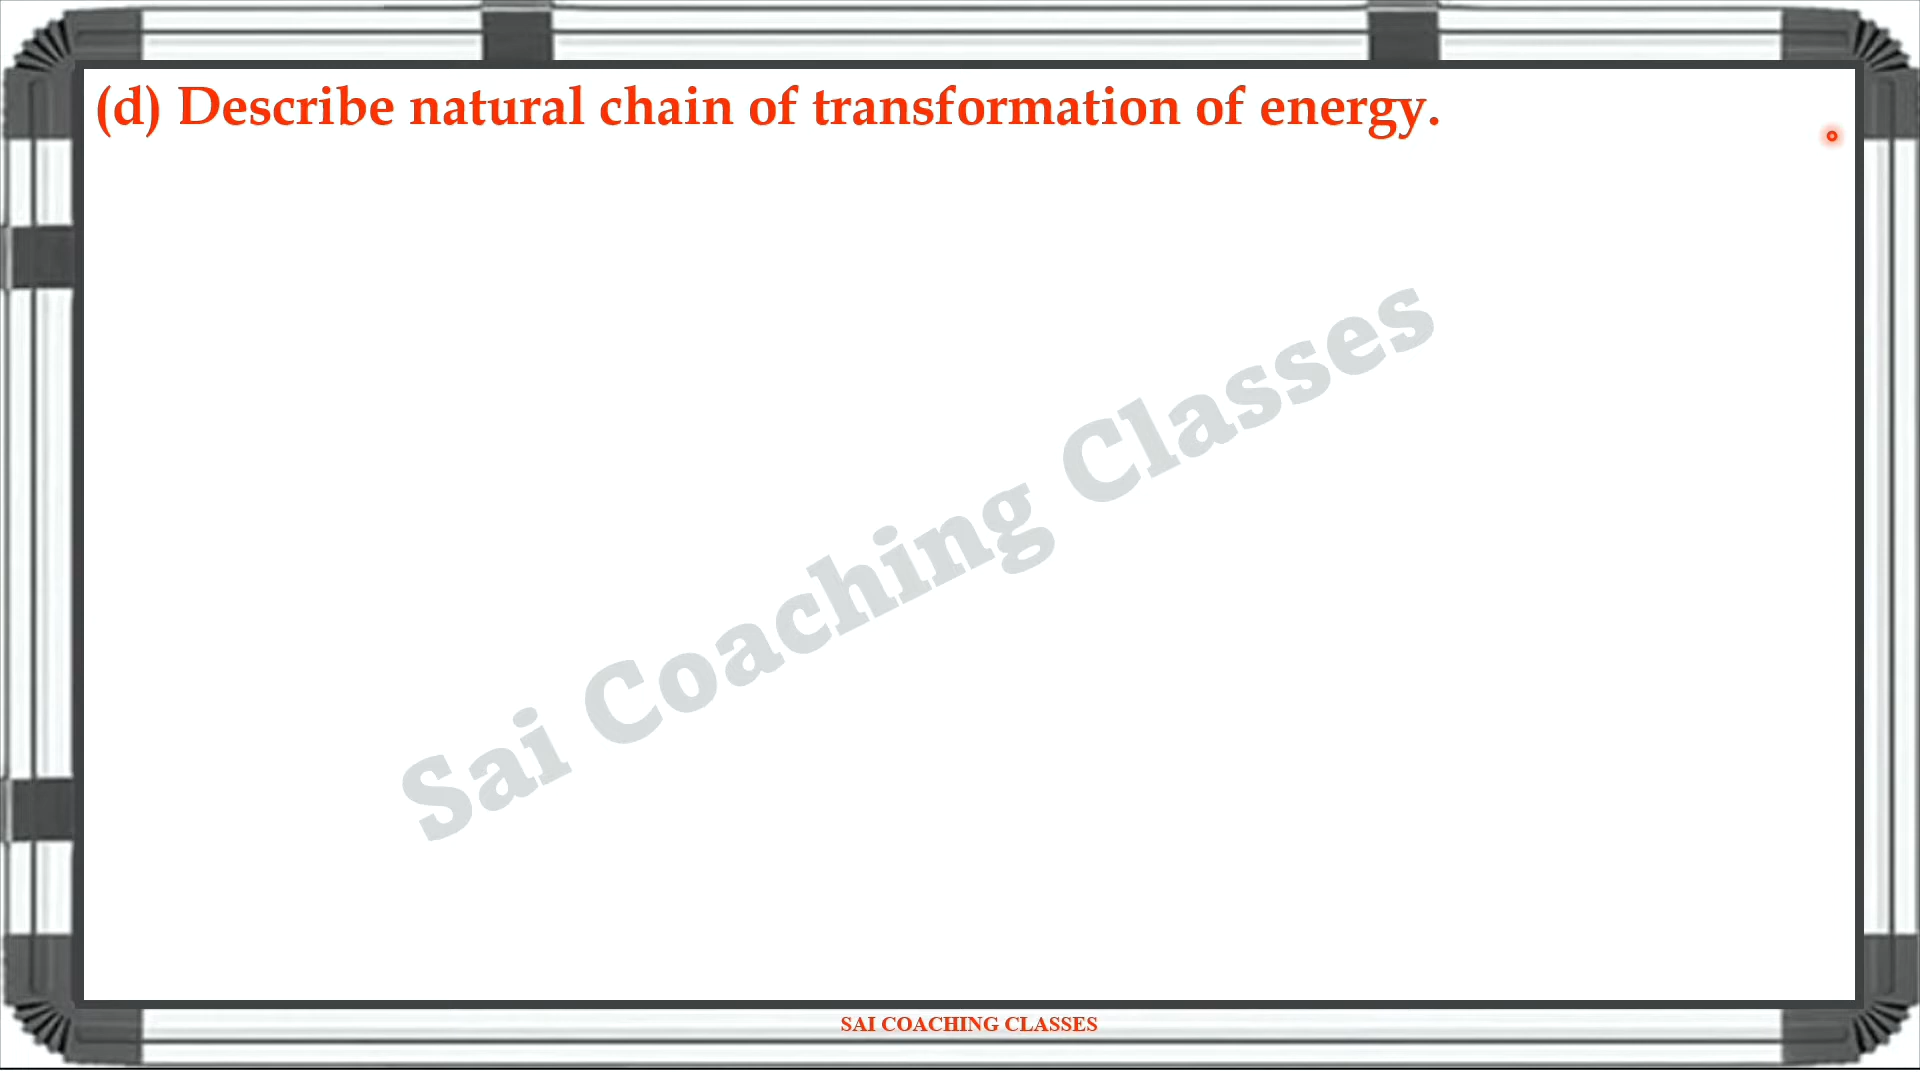 (d) Describe natural chain of transformation of energy.
Sai Coaching Classes
SAI COACHING CLASSES